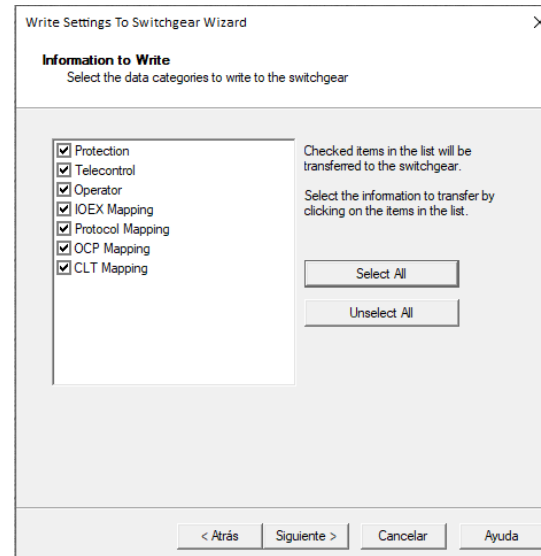 Write Settings To Switchgear Wizard
Information to Write
Select the data categories to write to the switchgear
Protection
Telecontrol
Operator
IOEX Mapping
Protocol Mapping
OCP Mapping
CLT Mapping
Checked items in the list will be
transferred to the switchgear.
Select the information to transfer by
clicking on the items in the list.
Select All
Unselect All
< Atrás
Siguiente >
Cancelar
Ayuda